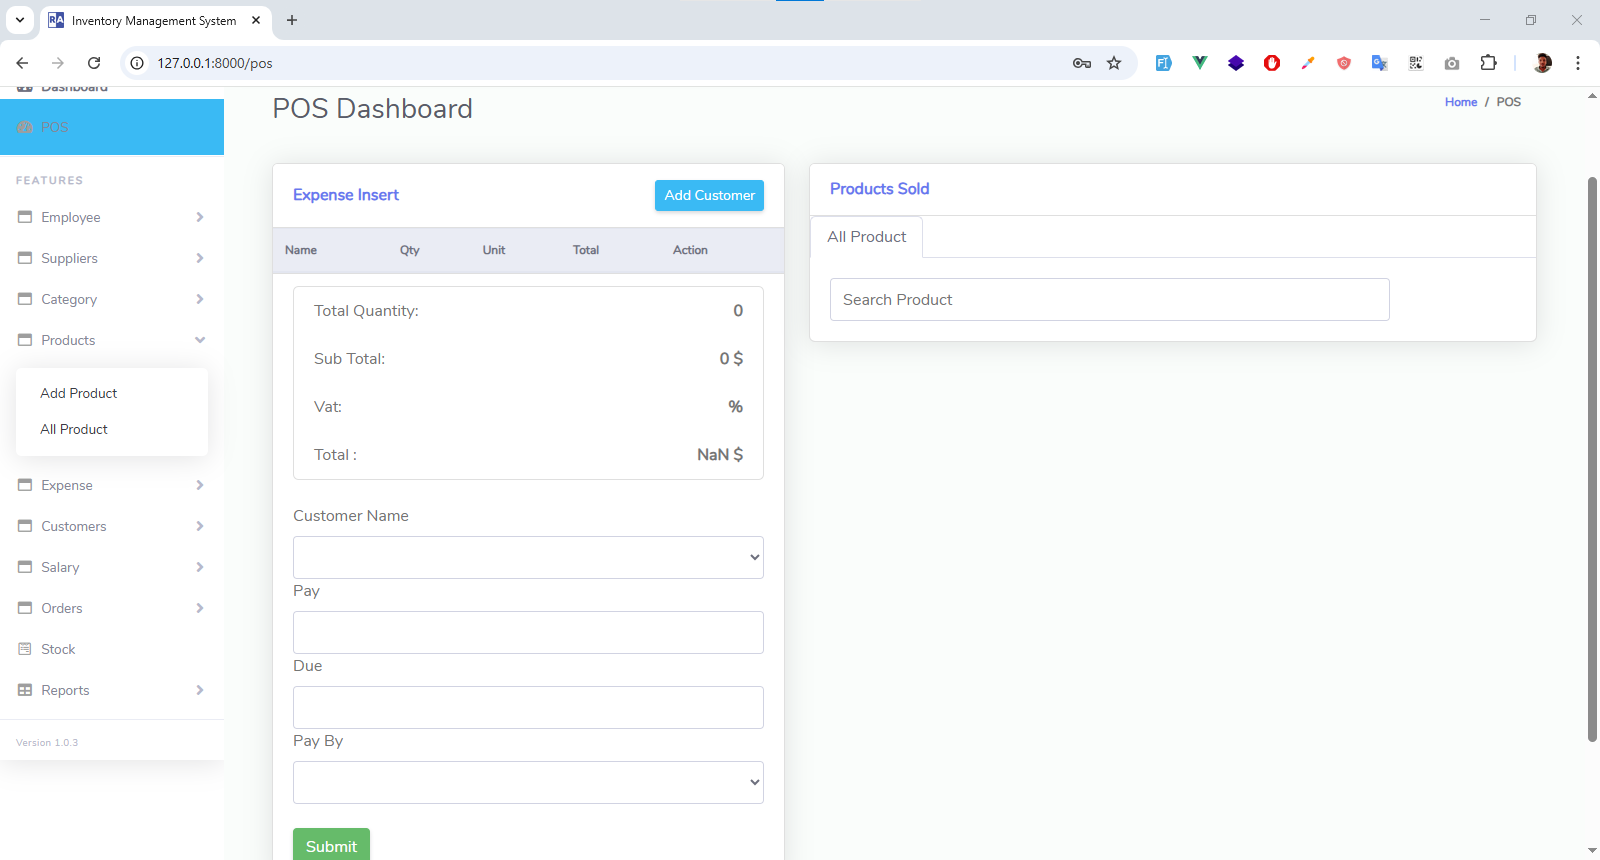 Inventory Management System
127.0.0.1:8000/pos
Dashboard
POS
FEATURES
Employee
Suppliers
Category
Products
Add Product
All Product
Expense
Customers
Salary
Orders
Stock
Reports
Version 1.0.3
POS Dashboard
Home / POS
Expense Insert
Add Customer
Name Qty Unit Total Action
Total Quantity: 0
Sub Total: 0 $
Vat: %
Total : NaN $
Customer Name
Pay
Due
Pay By
Submit
Products Sold
All Product
Search Product